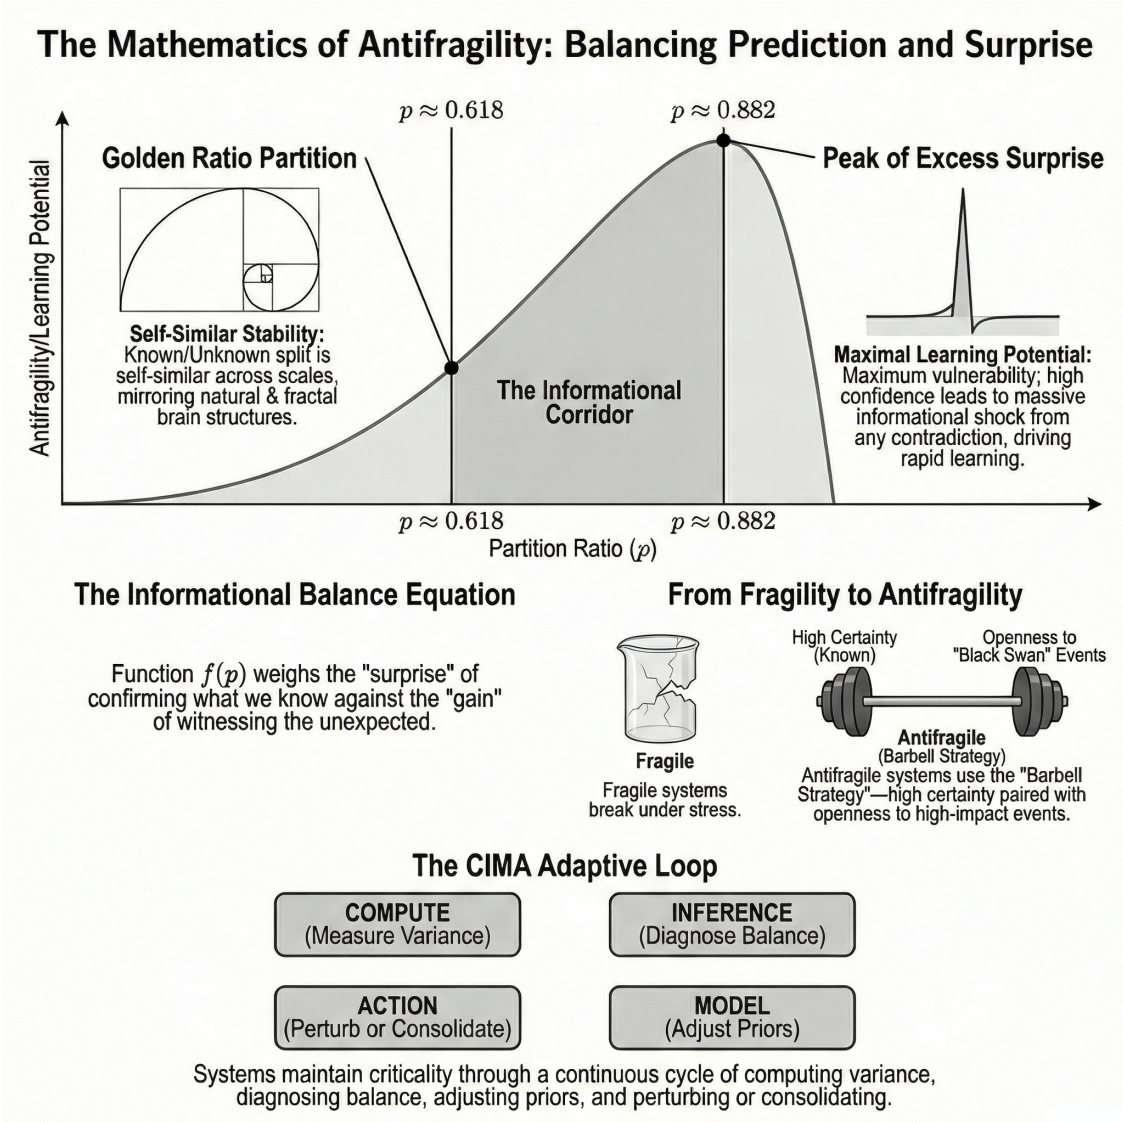 The Mathematics of Antifragility: Balancing Prediction and Surprise
p ≈ 0.618
p ≈ 0.882
Golden Ratio Partition
Peak of Excess Surprise
Antifragility/Learning Potential
Self-Similar Stability:
Known/Unknown split is
self-similar across scales,
mirroring natural & fractal
brain structures.
The Informational
Corridor
Maximal Learning Potential:
Maximum vulnerability; high
confidence leads to massive
informational shock from
any contradiction, driving
rapid learning.
p ≈ 0.618
p ≈ 0.882
Partition Ratio (p)
The Informational Balance Equation
Function f(p) weighs the "surprise" of
confirming what we know against the "gain"
of witnessing the unexpected.
From Fragility to Antifragility
Fragile
Fragile systems
break under stress.
High Certainty
(Known)
Openness to
"Black Swan" Events
Antifragile
(Barbell Strategy)
Antifragile systems use the "Barbell
Strategy"—high certainty paired with
openness to high-impact events.
The CIMA Adaptive Loop
COMPUTE
(Measure Variance)
INFERENCE
(Diagnose Balance)
ACTION
(Perturb or Consolidate)
MODEL
(Adjust Priors)
Systems maintain criticality through a continuous cycle of computing variance,
diagnosing balance, adjusting priors, and perturbing or consolidating.